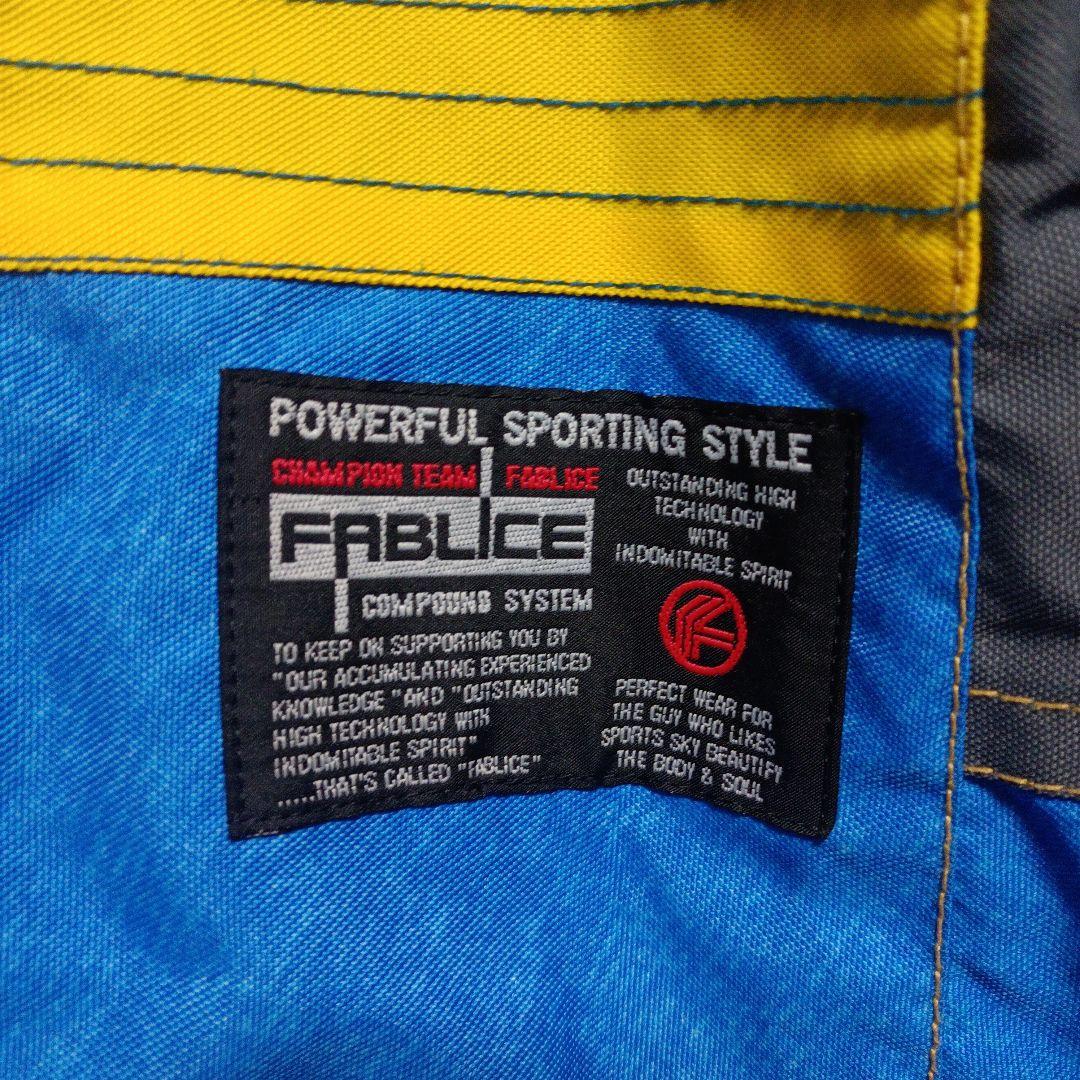 POWERFUL SPORTING STYLE
CHAMPION TEAM FABLICE
FABLICE
COMPOUND SYSTEM
TO KEEP ON SUPPORTING YOU BY
"OUR ACCUMULATING EXPERIENCED
KNOWLEDGE "AND "OUTSTANDING
HIGH TECHNOLOGY WITH
INDOMITABLE SPIRIT"
.....THAT'S CALLED "FABLICE"
OUTSTANDING HIGH
TECHNOLOGY
WITH
INDOMITABLE SPIRIT
PERFECT WEAR FOR
THE GUY WHO LIKES
SPORTS SKY BEAUTIFY
THE BODY & SOUL